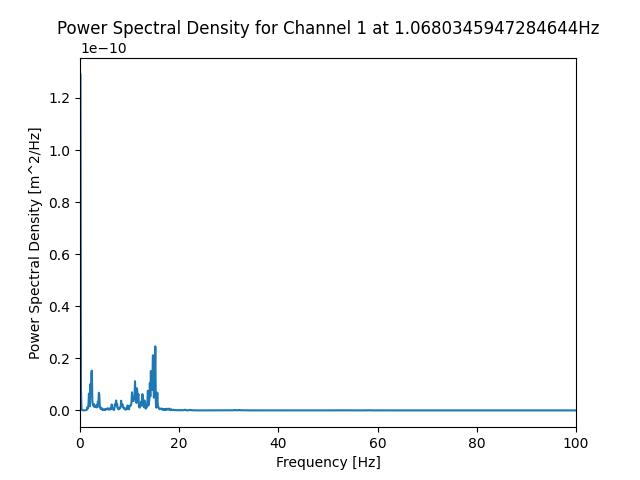 Power Spectral Density for Channel 1 at 1.0680345947284644Hz
1e−10
1.2
1.0
0.8
0.6
0.4
0.2
0.0
Power Spectral Density [m^2/Hz]
0 20 40 60 80 100
Frequency [Hz]